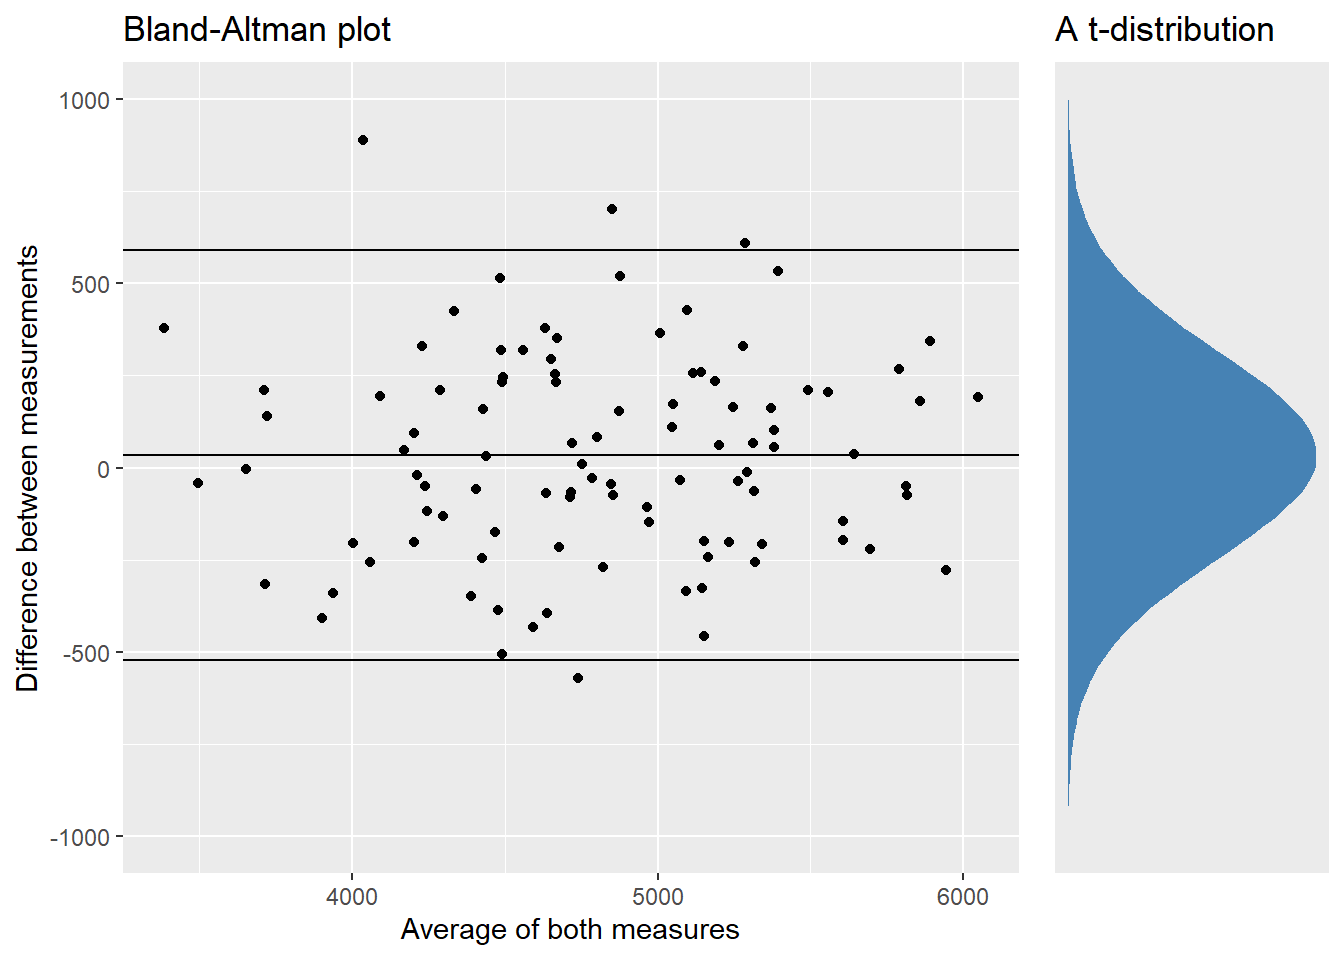 Bland-Altman plot
A t-distribution
Difference between measurements
1000
500
0
-500
-1000
4000
5000
6000
Average of both measures